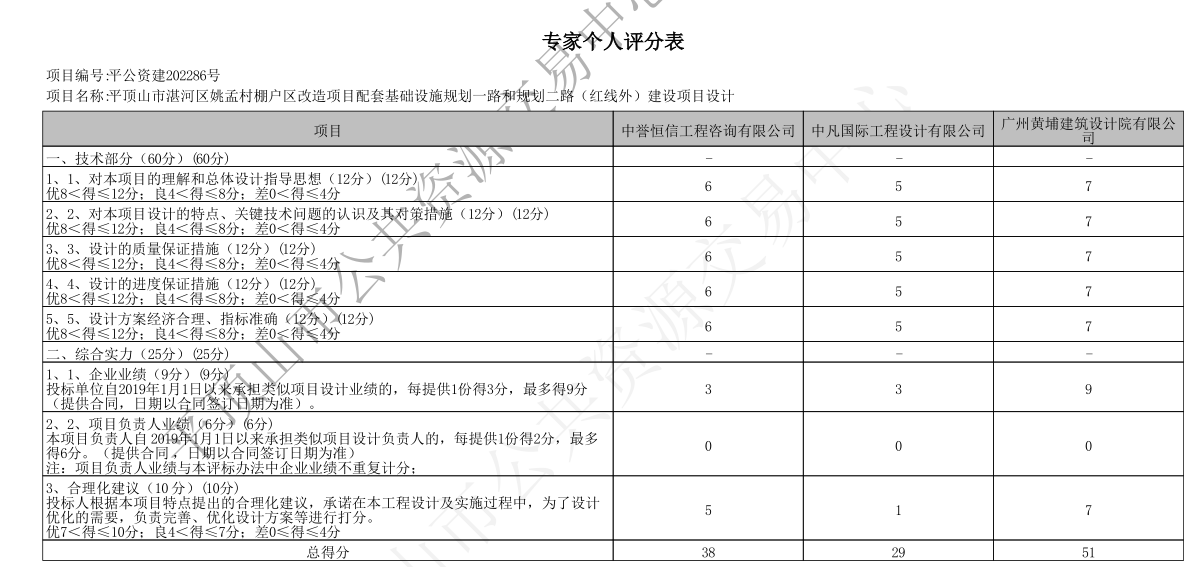 专家个人评分表
项目编号:平公资建202286号
项目名称:平顶山市湛河区姚孟村棚户区改造项目配套基础设施规划一路和规划二路（红线外）建设项目设计
项目 中誉恒信工程咨询有限公司 中凡国际工程设计有限公司 广州黄埔建筑设计院有限公
司
一、技术部分（60分）(60分) – – –
1、1、对本项目的理解和总体设计指导思想（12分）(12分)
优8＜得≤12分；良4＜得≤8分；差0＜得≤4分 6 5 7
2、2、对本项目设计的特点、关键技术问题的认识及其对策措施（12分）(12分)
优8＜得≤12分；良4＜得≤8分；差0＜得≤4分 6 5 7
3、3、设计的质量保证措施（12分）(12分)
优8＜得≤12分；良4＜得≤8分；差0＜得≤4分 6 5 7
4、4、设计的进度保证措施（12分）(12分)
优8＜得≤12分；良4＜得≤8分；差0＜得≤4分 6 5 7
5、5、设计方案经济合理、指标准确（12分）(12分)
优8＜得≤12分；良4＜得≤8分；差0＜得≤4分 6 5 7
二、综合实力（25分）(25分) – – –
1、1、企业业绩（9分）(9分)
投标单位自2019年1月1日以来承担类似项目设计业绩的，每提供1份得3分，最多得9分 3 3 9
（提供合同，日期以合同签订日期为准）。
2、2、项目负责人业绩（6分）(6分)
本项目负责人自 2019年1月1日以来承担类似项目设计负责人的，每提供1份得2分，最多
得6分。（提供合同，日期以合同签订日期为准） 0 0 0
注：项目负责人业绩与本评标办法中企业业绩不重复计分；
3、合理化建议（10 分）(10分)
投标人根据本项目特点提出的合理化建议，承诺在本工程设计及实施过程中，为了设计
优化的需要，负责完善、优化设计方案等进行打分。 5 1 7
优7＜得≤10分；良4＜得≤7分；差0≤得≤4分
总得分 38 29 51
平顶山市公共资源交易中心
山市公共资源交易中心